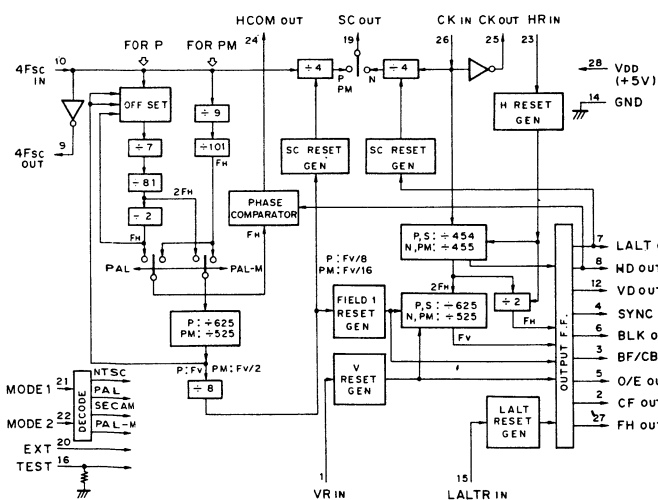 HCOM OUT
SC OUT
CK IN
CK OUT
HR IN
FOR P
FOR PM
24
19
26
25
23
4FSC IN
10
÷4
P
PM
N
÷4
28
VDD (+5V)
14
GND
OFF SET
÷9
H RESET GEN
9
4FSC OUT
÷7
÷101
SC RESET GEN
SC RESET GEN
FH
÷81
2FH
÷2
PHASE COMPARATOR
FH
FH
P,S: ÷454
N,PM: ÷455
PAL
PAL-M
P: FV/8
PM: FV/16
2FH
÷2
FH
P: ÷625
PM: ÷525
FIELD 1 RESET GEN
P,S: ÷625
N,PM: ÷525
FV
P:FV
PM:FV/2
÷8
V RESET GEN
OUTPUT F.F.
7
LALT O
8
HD OUT
12
VD OUT
4
SYNC
6
BLK O
3
BF/CB
5
O/E OU
2
CF OUT
27
FH OUT
MODE 1
21
MODE 2
22
DECODE
NTSC
PAL
SECAM
PAL-M
EXT
20
TEST
16
LALT RESET GEN
1
VR IN
15
LALTR IN